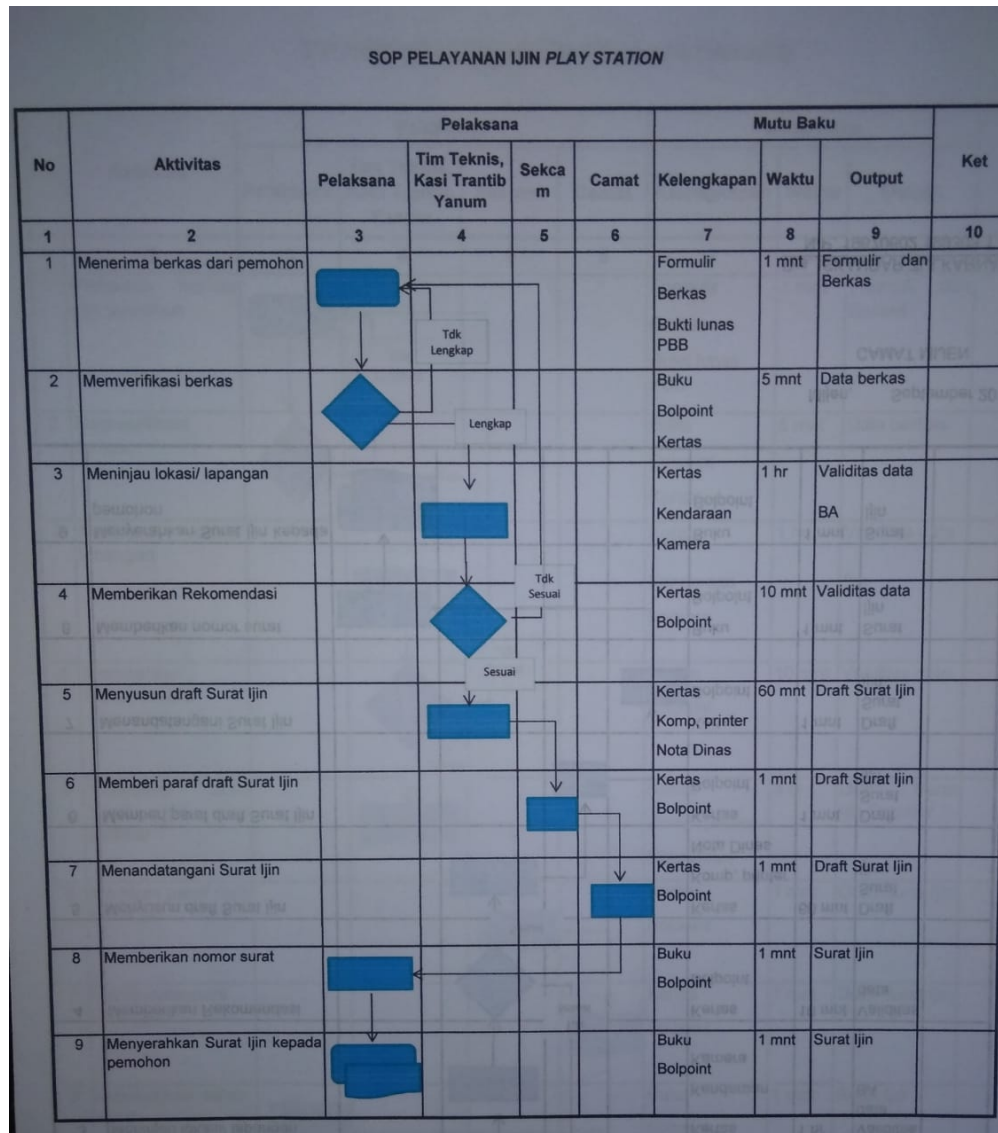 SOP PELAYANAN IJIN PLAY STATION
No
Aktivitas
Pelaksana
Mutu Baku
Ket
Pelaksana
Tim Teknis,
Kasi Trantib
Yanum
Sekca
m
Camat
Kelengkapan
Waktu
Output
1
2
3
4
5
6
7
8
9
10
1
Menerima berkas dari pemohon
Formulir
Berkas
Bukti lunas
PBB
1 mnt
Formulir dan
Berkas
Tdk
Lengkap
2
Memverifikasi berkas
Lengkap
Buku
Bolpoint
Kertas
5 mnt
Data berkas
3
Meninjau lokasi/ lapangan
Kertas
Kendaraan
Kamera
1 hr
Validitas data
BA
Tdk
Sesuai
4
Memberikan Rekomendasi
Sesuai
Kertas
Bolpoint
10 mnt
Validitas data
5
Menyusun draft Surat Ijin
Kertas
Komp, printer
Nota Dinas
60 mnt
Draft Surat Ijin
6
Memberi paraf draft Surat Ijin
Kertas
Bolpoint
1 mnt
Draft Surat Ijin
7
Menandatangani Surat Ijin
Kertas
Bolpoint
1 mnt
Draft Surat Ijin
8
Memberikan nomor surat
Buku
Bolpoint
1 mnt
Surat Ijin
9
Menyerahkan Surat Ijin kepada
pemohon
Buku
Bolpoint
1 mnt
Surat Ijin